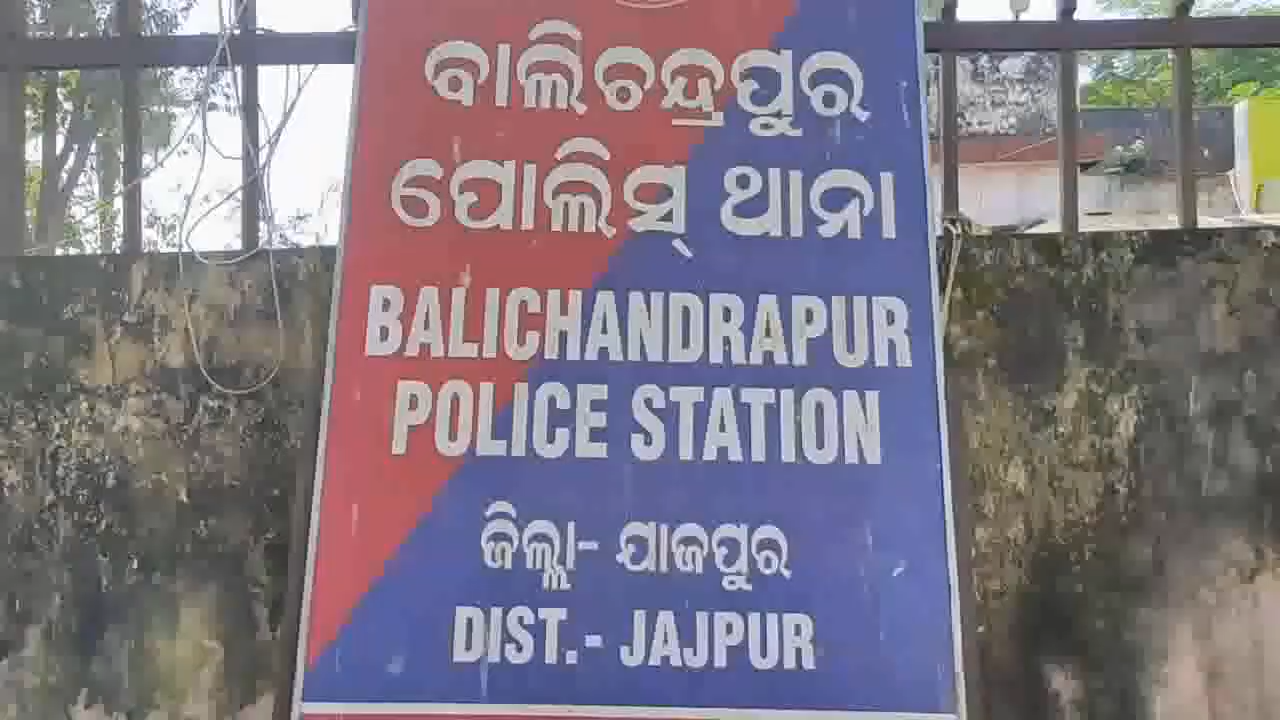 ବାଲିଚନ୍ଦ୍ରପୁର
ପୋଲିସ୍ ଥାନା
BALICHANDRAPUR
POLICE STATION
ଜିଲ୍ଲା- ଯାଜପୁର
DIST.- JAJPUR